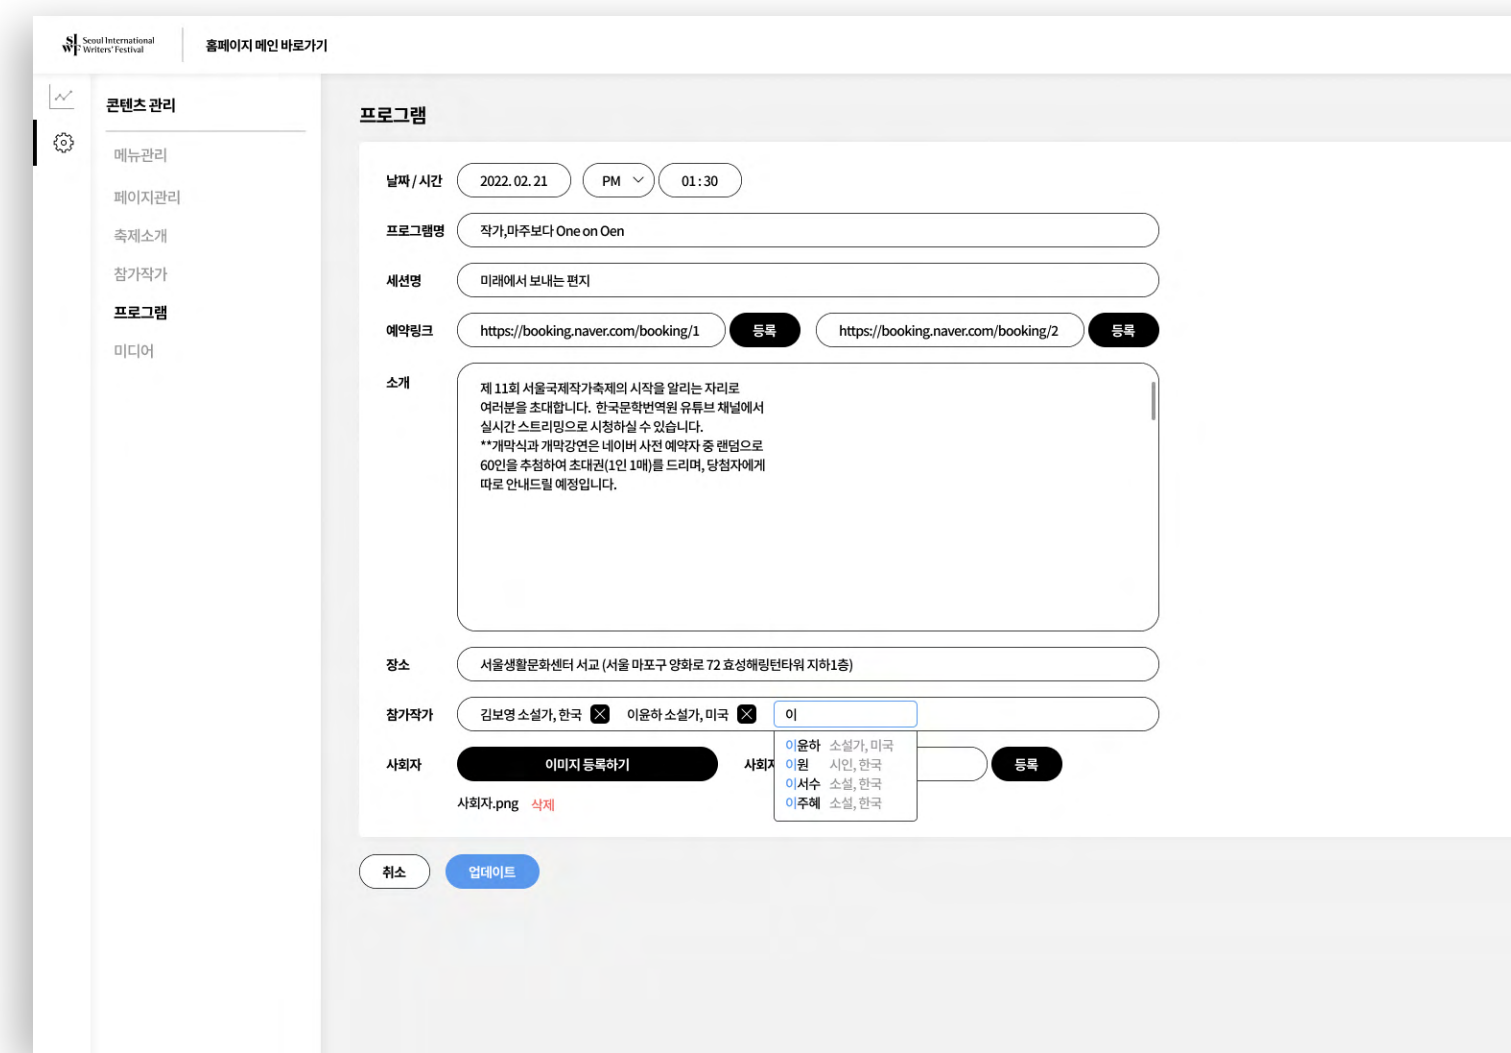 Seoul International
Writers' Festival
홈페이지 메인 바로가기
콘텐츠 관리
메뉴관리
페이지관리
축제소개
참가작가
프로그램
미디어
프로그램
날짜 / 시간 2022. 02. 21 PM 01 : 30
프로그램명 작가,마주보다 One on Oen
세션명 미래에서 보내는 편지
예약링크 https://booking.naver.com/booking/1 등록 https://booking.naver.com/booking/2 등록
소개
제 11회 서울국제작가축제의 시작을 알리는 자리로
여러분을 초대합니다. 한국문학번역원 유튜브 채널에서
실시간 스트리밍으로 시청하실 수 있습니다.
**개막식과 개막강연은 네이버 사전 예약자 중 랜덤으로
60인을 추첨하여 초대권(1인 1매)를 드리며, 당첨자에게
따로 안내드릴 예정입니다.
장소 서울생활문화센터 서교 (서울 마포구 양화로 72 효성해링턴타워 지하1층)
참가작가 김보영 소설가, 한국 이윤하 소설가, 미국 이
이윤하 소설가, 미국
이원 시인, 한국
이서수 소설, 한국
이주혜 소설, 한국
사회자 이미지 등록하기 사회자 등록
사회자.png 삭제
취소 업데이트